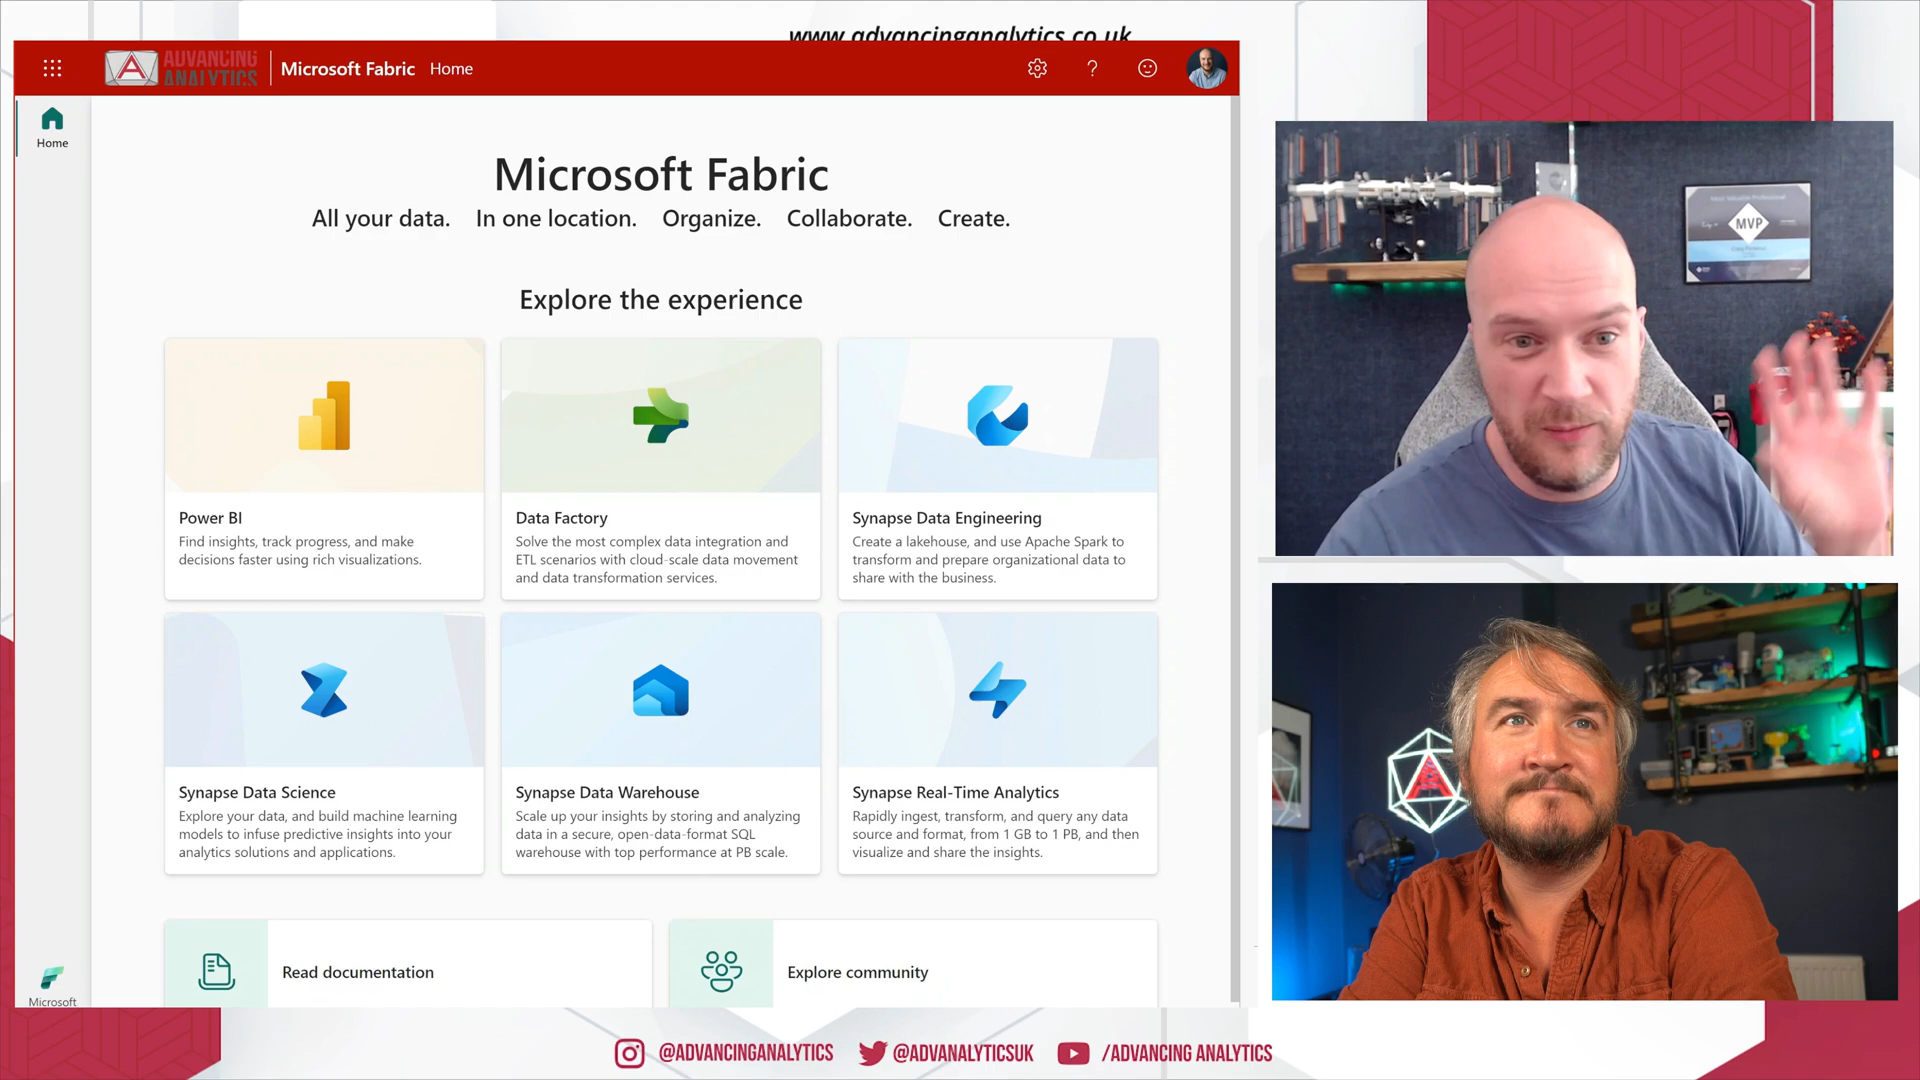 www.advancinganalytics.co.uk
ADVANCING
ANALYTICS
Microsoft Fabric
Home
Home
Microsoft Fabric
All your data. In one location. Organize. Collaborate. Create.
Explore the experience
Power BI
Find insights, track progress, and make
decisions faster using rich visualizations.
Data Factory
Solve the most complex data integration and
ETL scenarios with cloud-scale data movement
and data transformation services.
Synapse Data Engineering
Create a lakehouse, and use Apache Spark to
transform and prepare organizational data to
share with the business.
Synapse Data Science
Explore your data, and build machine learning
models to infuse predictive insights into your
analytics solutions and applications.
Synapse Data Warehouse
Scale up your insights by storing and analyzing
data in a secure, open-data-format SQL
warehouse with top performance at PB scale.
Synapse Real-Time Analytics
Rapidly ingest, transform, and query any data
source and format, from 1 GB to 1 PB, and then
visualize and share the insights.
Read documentation
Explore community
Microsoft
MVP
@ADVANCINGANALYTICS
@ADVANALYTICSUK
/ADVANCING ANALYTICS